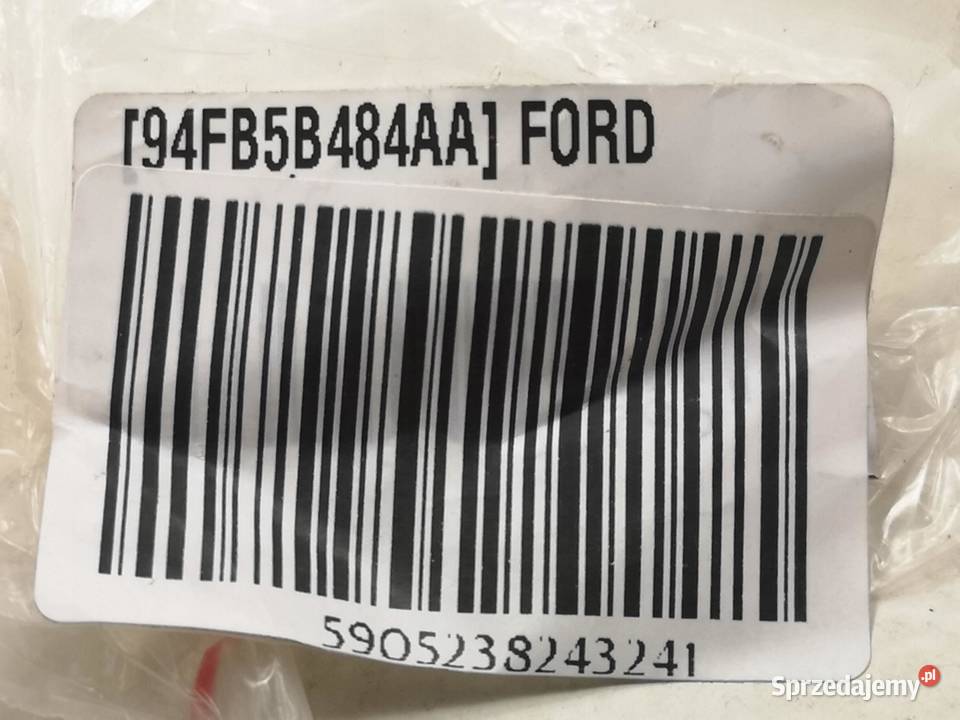 [94FB5B484AA] FORD
5905238243241
Sprzedajemy.pl